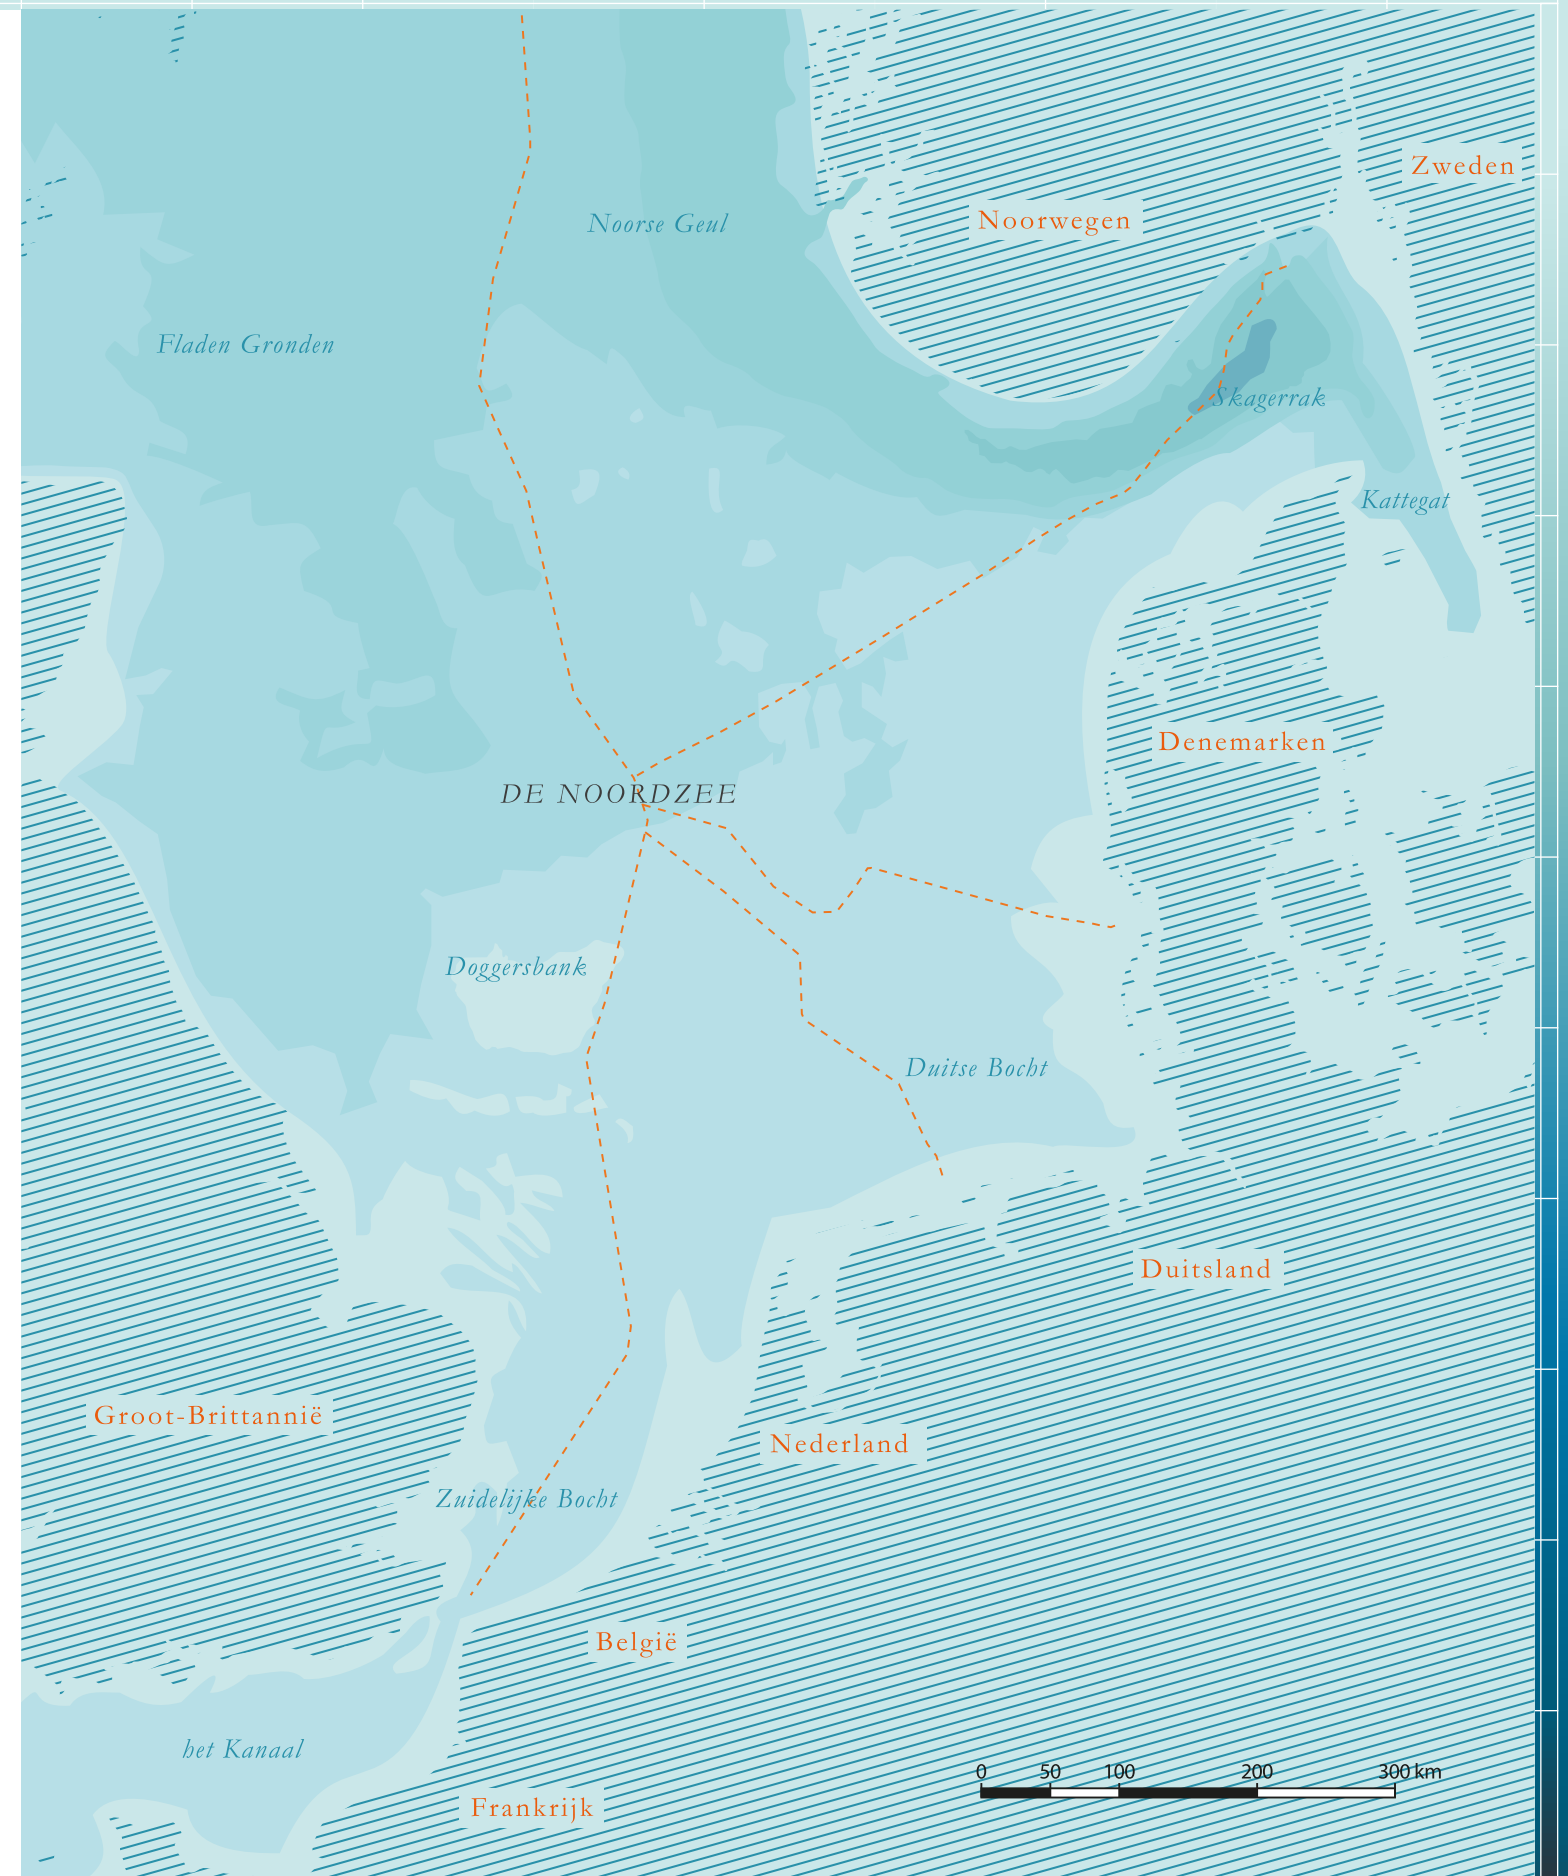 Zweden
Noorwegen
Noorse Geul
Fladen Gronden
Skagerrak
Kattegat
Denemarken
DE NOORDZEE
Doggersbank
Duitse Bocht
Duitsland
Groot-Brittannië
Nederland
Zuidelijke Bocht
België
het Kanaal
0 50 100 200 300 km
Frankrijk